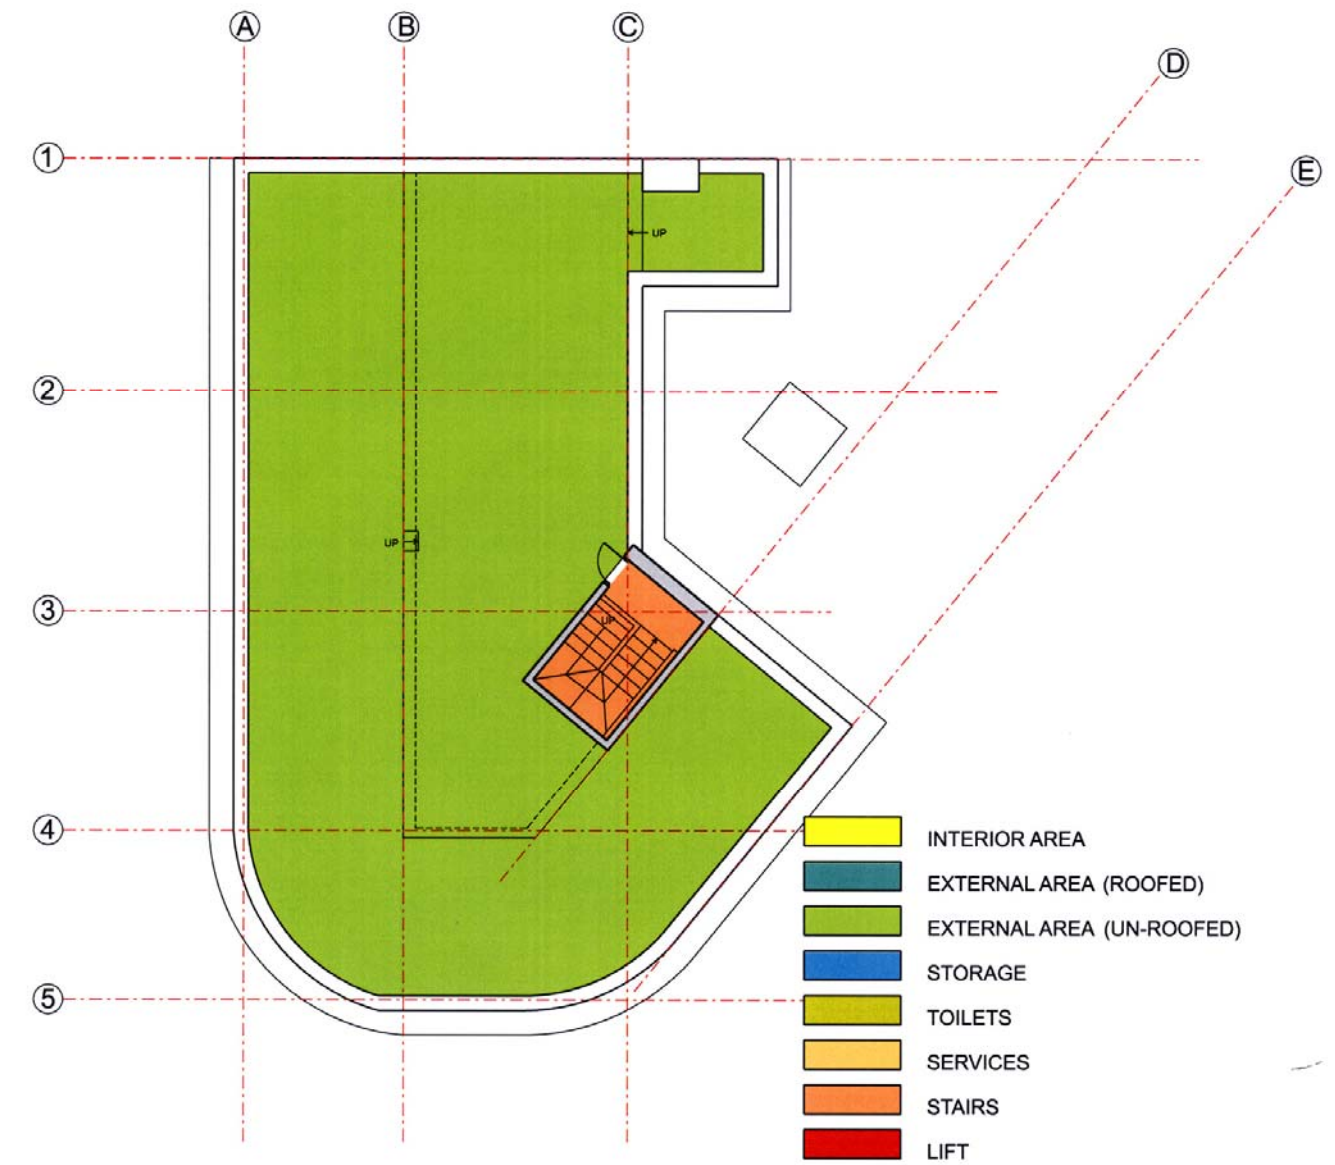 A B C
D
1
E
UP
2
UP
3
UP
4
INTERIOR AREA
EXTERNAL AREA (ROOFED)
EXTERNAL AREA (UN-ROOFED)
STORAGE
5
TOILETS
SERVICES
STAIRS
LIFT